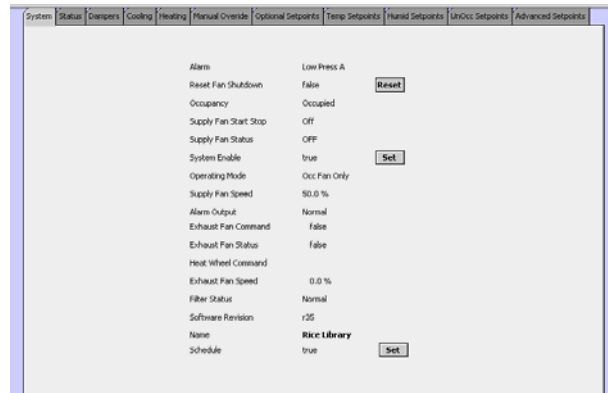 System Status Dampers Cooling Heating Manual Overide Optional Setpoints Temp Setpoints Humid Setpoints UnOcc Setpoints Advanced Setpoints
Alarm Low Press A
Reset Fan Shutdown false Reset
Occupancy Occupied
Supply Fan Start Stop Off
Supply Fan Status OFF
System Enable true Set
Operating Mode Occ Fan Only
Supply Fan Speed 50.0 %
Alarm Output Normal
Exhaust Fan Command false
Exhaust Fan Status false
Heat Wheel Command
Exhaust Fan Speed 0.0 %
Filter Status Normal
Software Revision r35
Name Rice Library
Schedule true Set